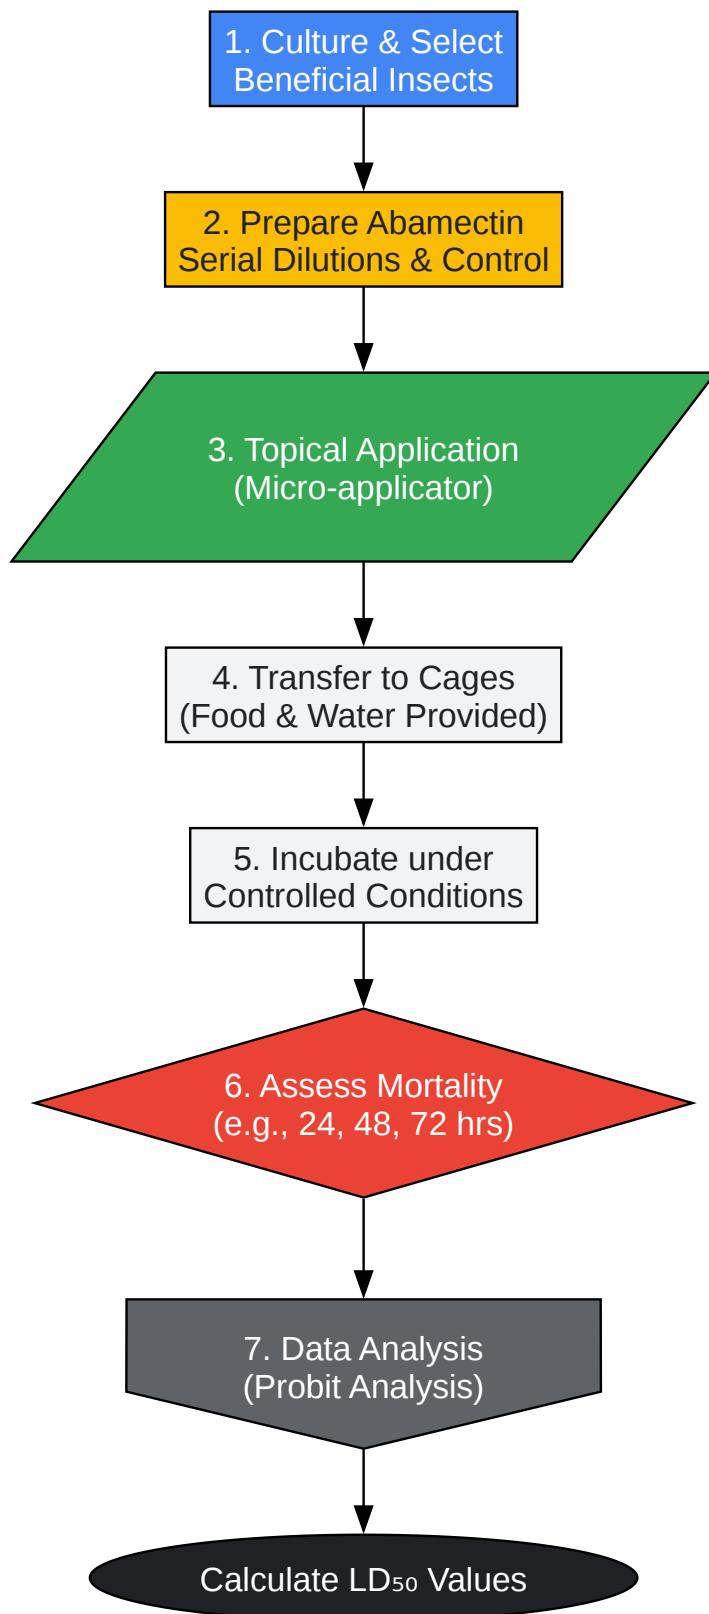 1. Culture & Select
Beneficial Insects
2. Prepare Abamectin
Serial Dilutions & Control
3. Topical Application
(Micro-applicator)
4. Transfer to Cages
(Food & Water Provided)
5. Incubate under
Controlled Conditions
6. Assess Mortality
(e.g., 24, 48, 72 hrs)
7. Data Analysis
(Probit Analysis)
Calculate LD₅₀ Values